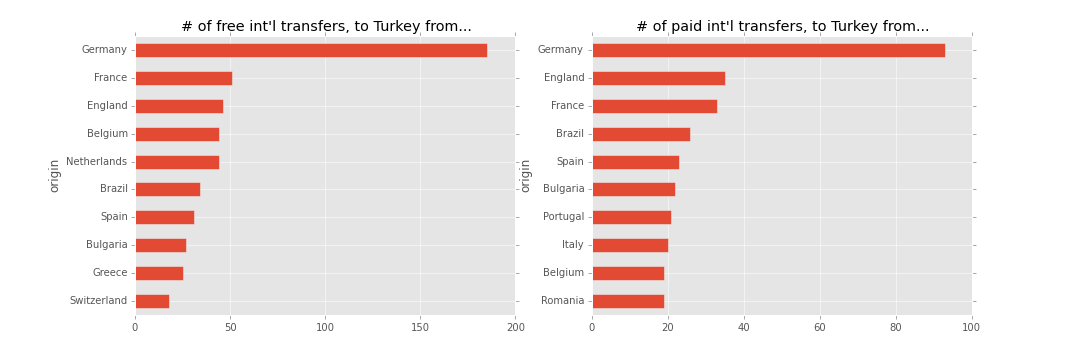 # of free int'l transfers, to Turkey from...
origin
Germany
France
England
Belgium
Netherlands
Brazil
Spain
Bulgaria
Greece
Switzerland
0 50 100 150 200
# of paid int'l transfers, to Turkey from...
origin
Germany
England
France
Brazil
Spain
Bulgaria
Portugal
Italy
Belgium
Romania
0 20 40 60 80 100